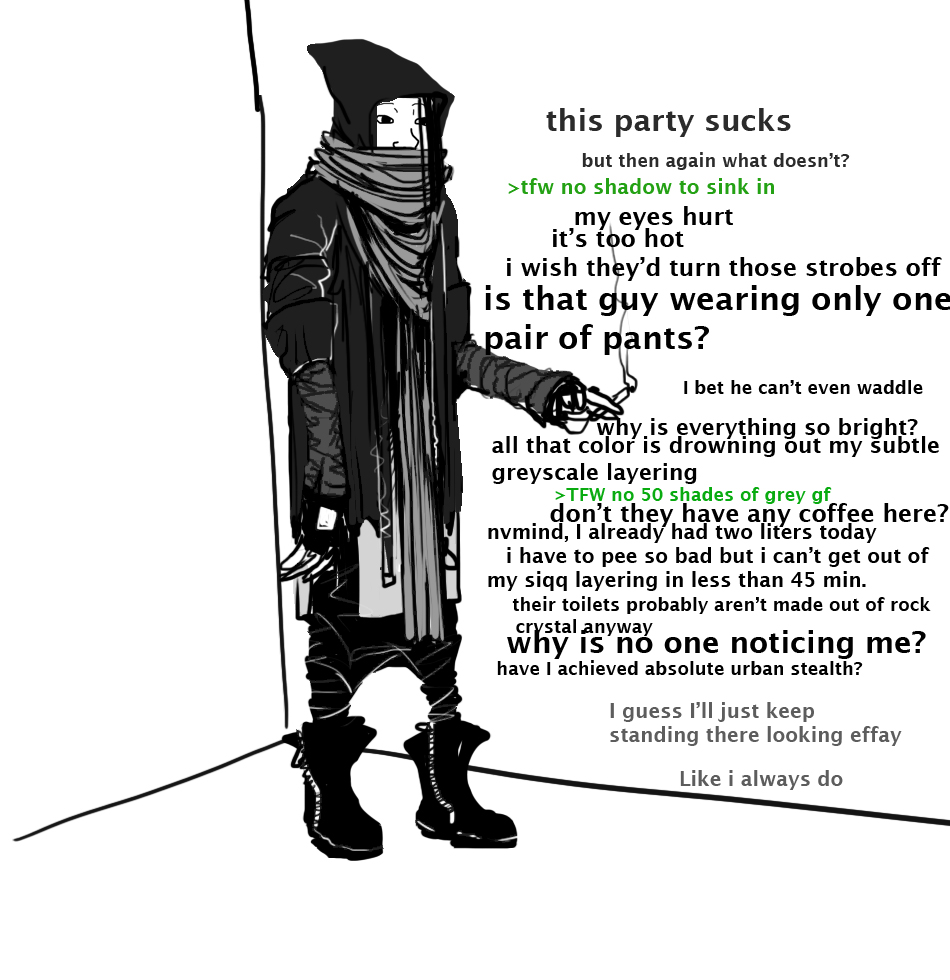 this party sucks
but then again what doesn't?
>tfw no shadow to sink in
my eyes hurt
it's too hot
i wish they'd turn those strobes off
is that guy wearing only one
pair of pants?
I bet he can't even waddle
why is everything so bright?
all that color is drowning out my subtle
greyscale layering
>TFW no 50 shades of grey gf
don't they have any coffee here?
nvmind, I already had two liters today
i have to pee so bad but i can't get out of
my siqq layering in less than 45 min.
their toilets probably aren't made out of rock
crystal anyway
why is no one noticing me?
have I achieved absolute urban stealth?
I guess I'll just keep
standing there looking effay
Like i always do